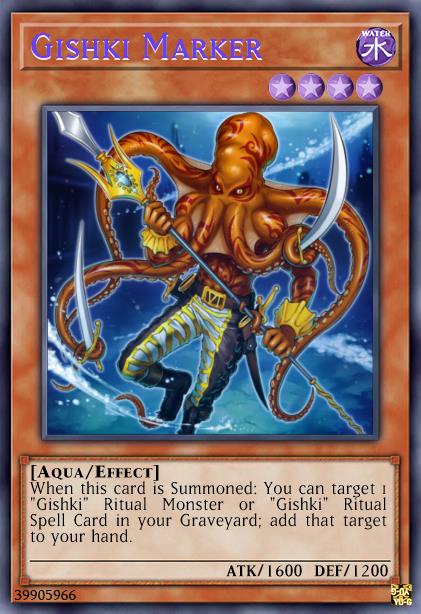 Gishki Marker
WATER
水
[Aqua/Effect]
When this card is Summoned: You can target 1
"Gishki" Ritual Monster or "Gishki" Ritual
Spell Card in your Graveyard; add that target
to your hand.
ATK/1600 DEF/1200
39905966